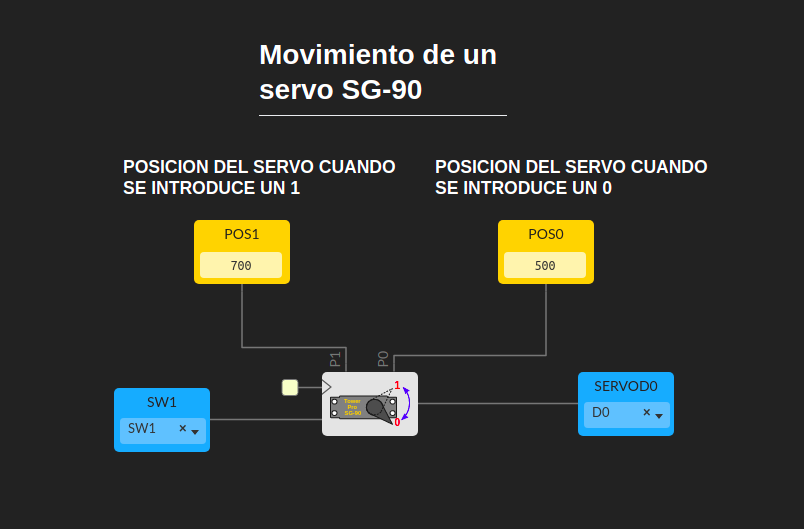 Movimiento de un
servo SG-90
POSICION DEL SERVO CUANDO
SE INTRODUCE UN 1
POSICION DEL SERVO CUANDO
SE INTRODUCE UN 0
POS1
700
POS0
500
P1
P0
SW1
SW1 ×
Tower
Pro
SG-90
1
0
SERVOD0
D0 ×